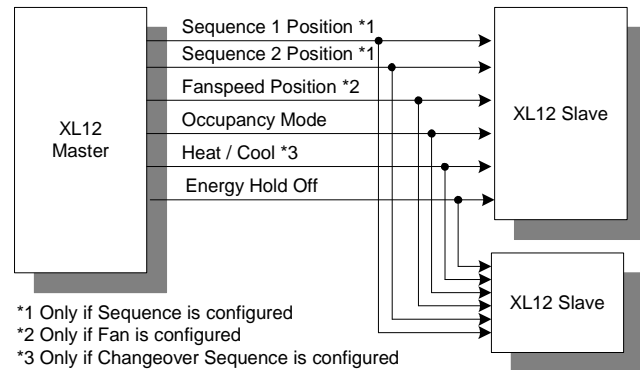 XL12
Master
Sequence 1 Position *1
Sequence 2 Position *1
Fanspeed Position *2
Occupancy Mode
Heat / Cool *3
Energy Hold Off
XL12 Slave
XL12 Slave
*1 Only if Sequence is configured
*2 Only if Fan is configured
*3 Only if Changeover Sequence is configured